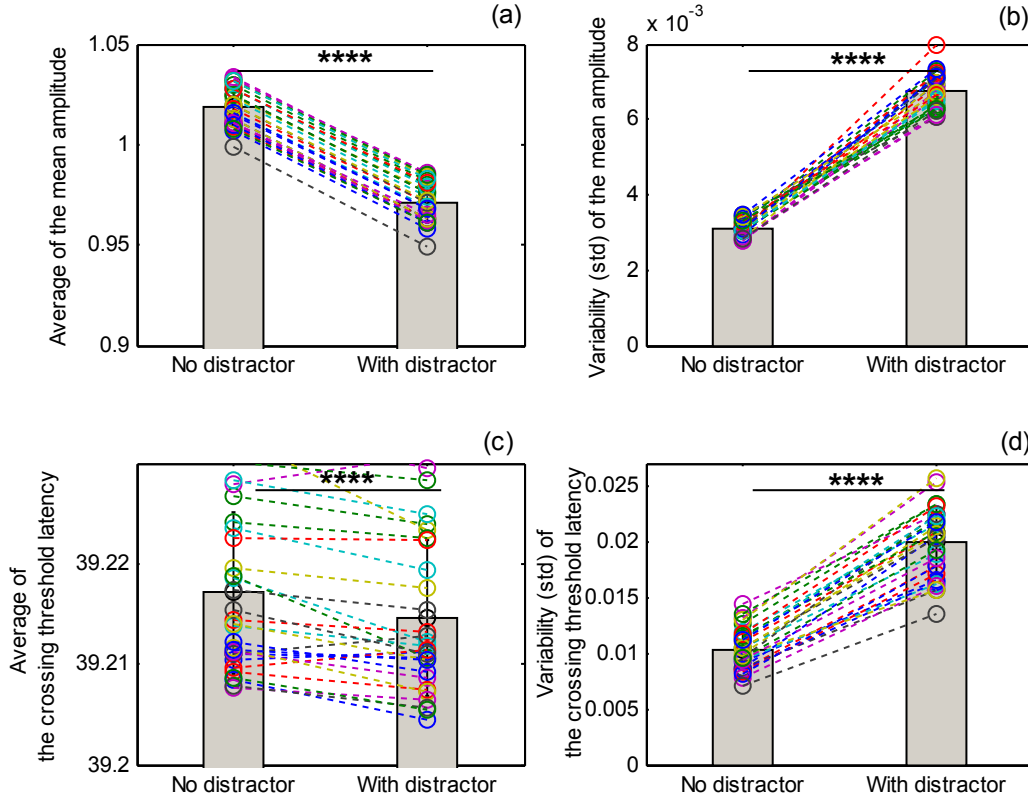 (a)
Average of the mean amplitude
1.05
1
0.95
0.9
****
No distractor
With distractor
(b)
x 10-3
Variability (std) of the mean amplitude
8
6
4
2
0
****
No distractor
With distractor
(c)
Average of
the crossing threshold latency
39.22
39.21
39.2
****
No distractor
With distractor
(d)
Variability (std) of
the crossing threshold latency
0.025
0.02
0.015
0.01
0.005
0
****
No distractor
With distractor